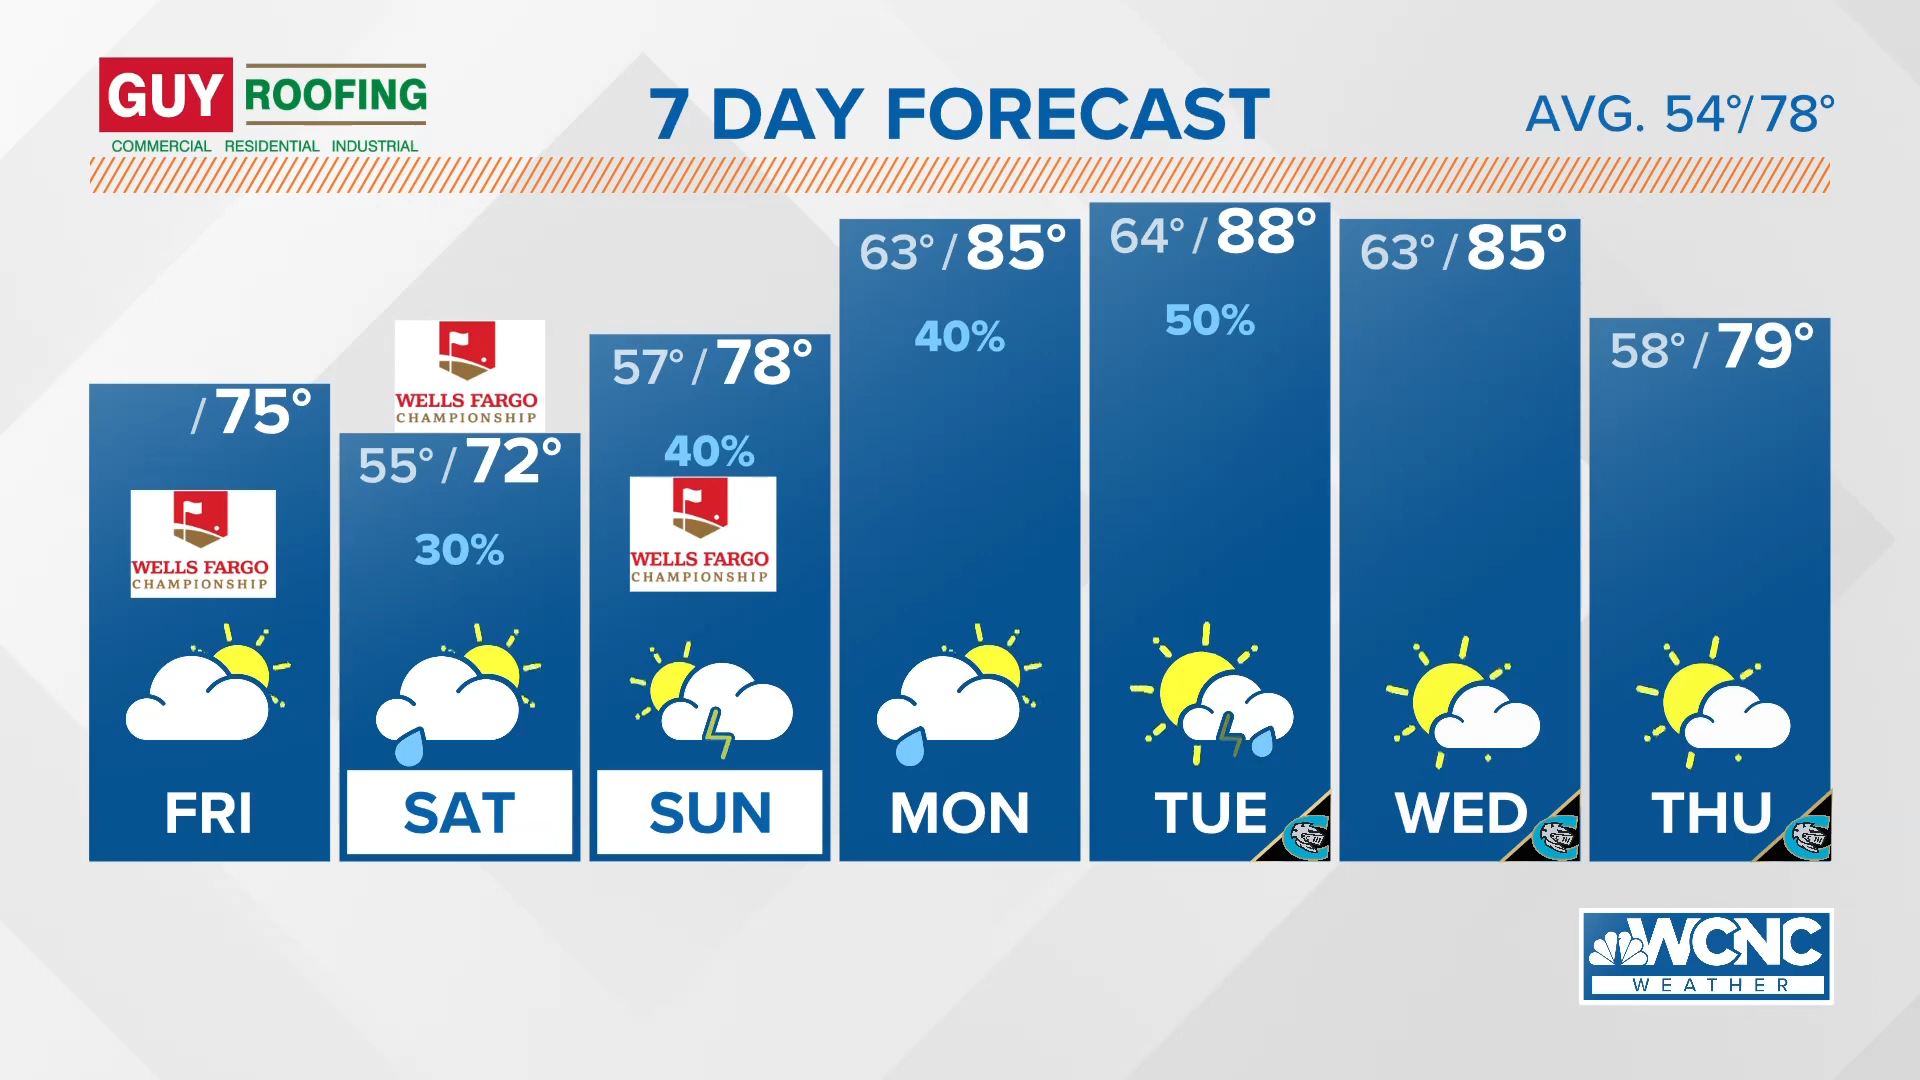 GUY ROOFING
COMMERCIAL RESIDENTIAL INDUSTRIAL
7 DAY FORECAST
AVG. 54°/78°
/75°
WELLS FARGO
CHAMPIONSHIP
FRI
WELLS FARGO
CHAMPIONSHIP
55°/72°
30%
SAT
57°/78°
40%
WELLS FARGO
CHAMPIONSHIP
SUN
63°/85°
40%
MON
64°/88°
50%
TUE
63°/85°
WED
58°/79°
THU
WCNC
WEATHER